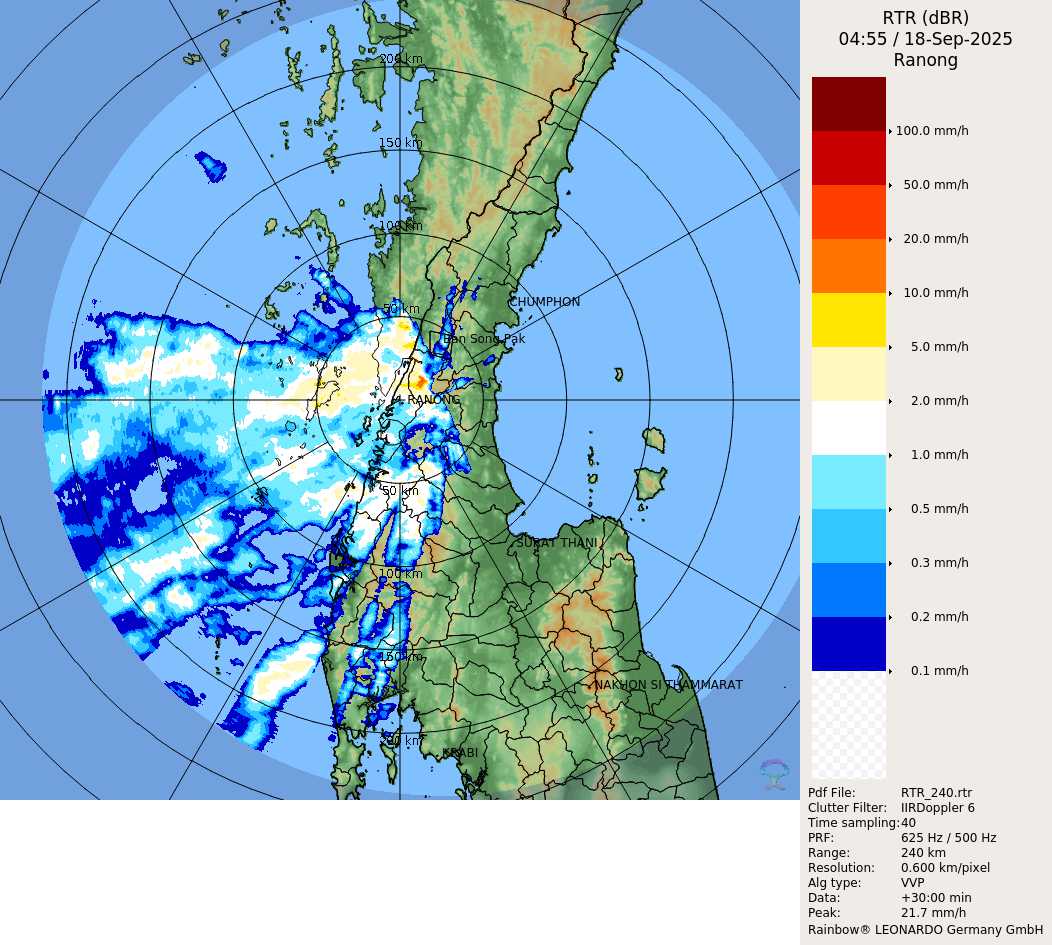 RTR (dBR)
04:55 / 18-Sep-2025
Ranong
100.0 mm/h
50.0 mm/h
20.0 mm/h
10.0 mm/h
5.0 mm/h
2.0 mm/h
1.0 mm/h
0.5 mm/h
0.3 mm/h
0.2 mm/h
0.1 mm/h
Pdf File: RTR_240.rtr
Clutter Filter: IIRDoppler 6
Time sampling: 40
PRF: 625 Hz / 500 Hz
Range: 240 km
Resolution: 0.600 km/pixel
Alg type: VVP
Data: +30:00 min
Peak: 21.7 mm/h
Rainbow® LEONARDO Germany GmbH
200 km
150 km
100 km
50 km
CHUMPHON
Ban Song Pak
RANONG
50 km
SURAT THANI
100 km
150 km
NAKHON SI THAMMARAT
200 km
KRABI